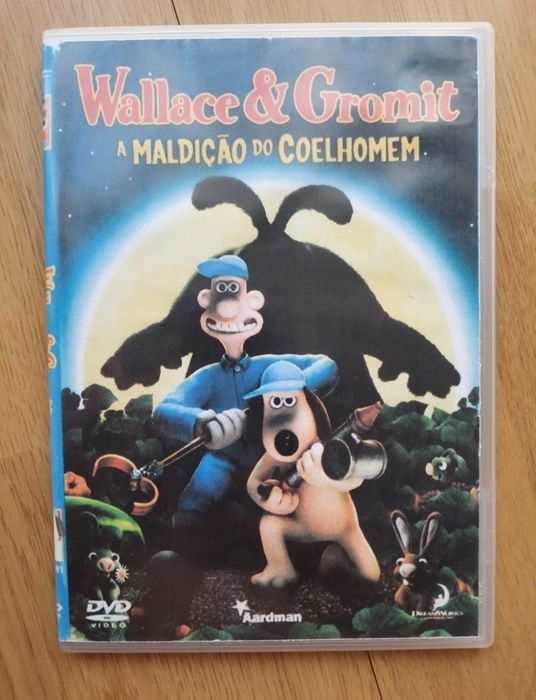 Wallace & Gromit
A MALDIÇÃO DO COELHOMEM
DVD
VIDEO
Aardman
DREAMWORKS